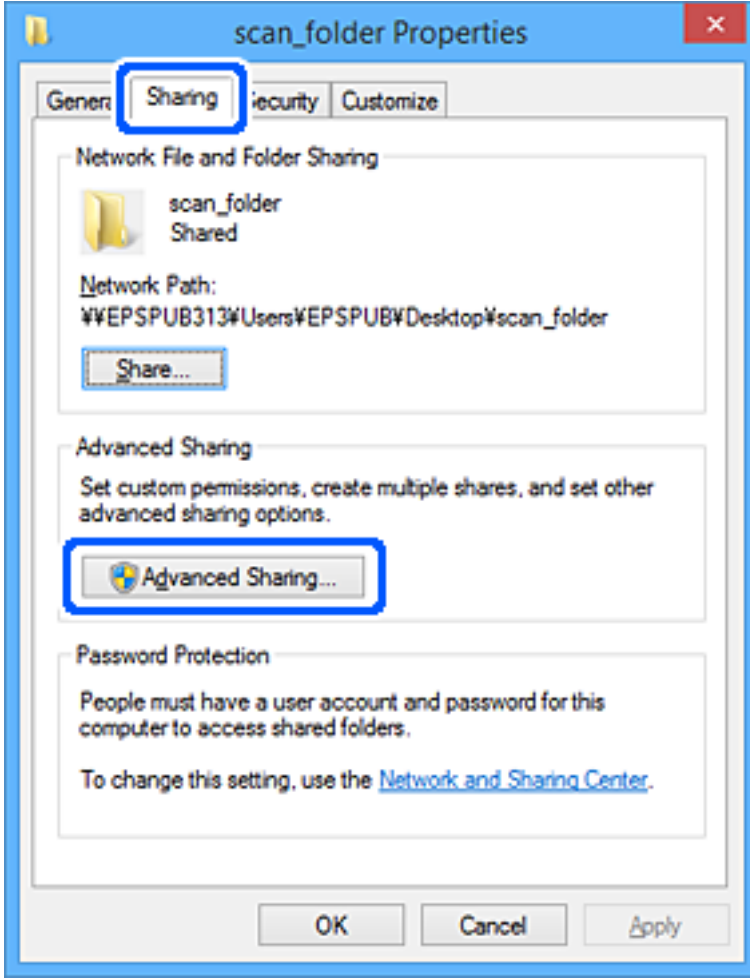 scan_folder Properties
Genera Sharing ecurity Customize
Network File and Folder Sharing
scan_folder
Shared
Network Path:
¥¥EPSPUB313¥Users¥EPSPUB¥Desktop¥scan_folder
Share...
Advanced Sharing
Set custom permissions, create multiple shares, and set other
advanced sharing options.
Advanced Sharing...
Password Protection
People must have a user account and password for this
computer to access shared folders.
To change this setting, use the Network and Sharing Center.
OK Cancel Apply